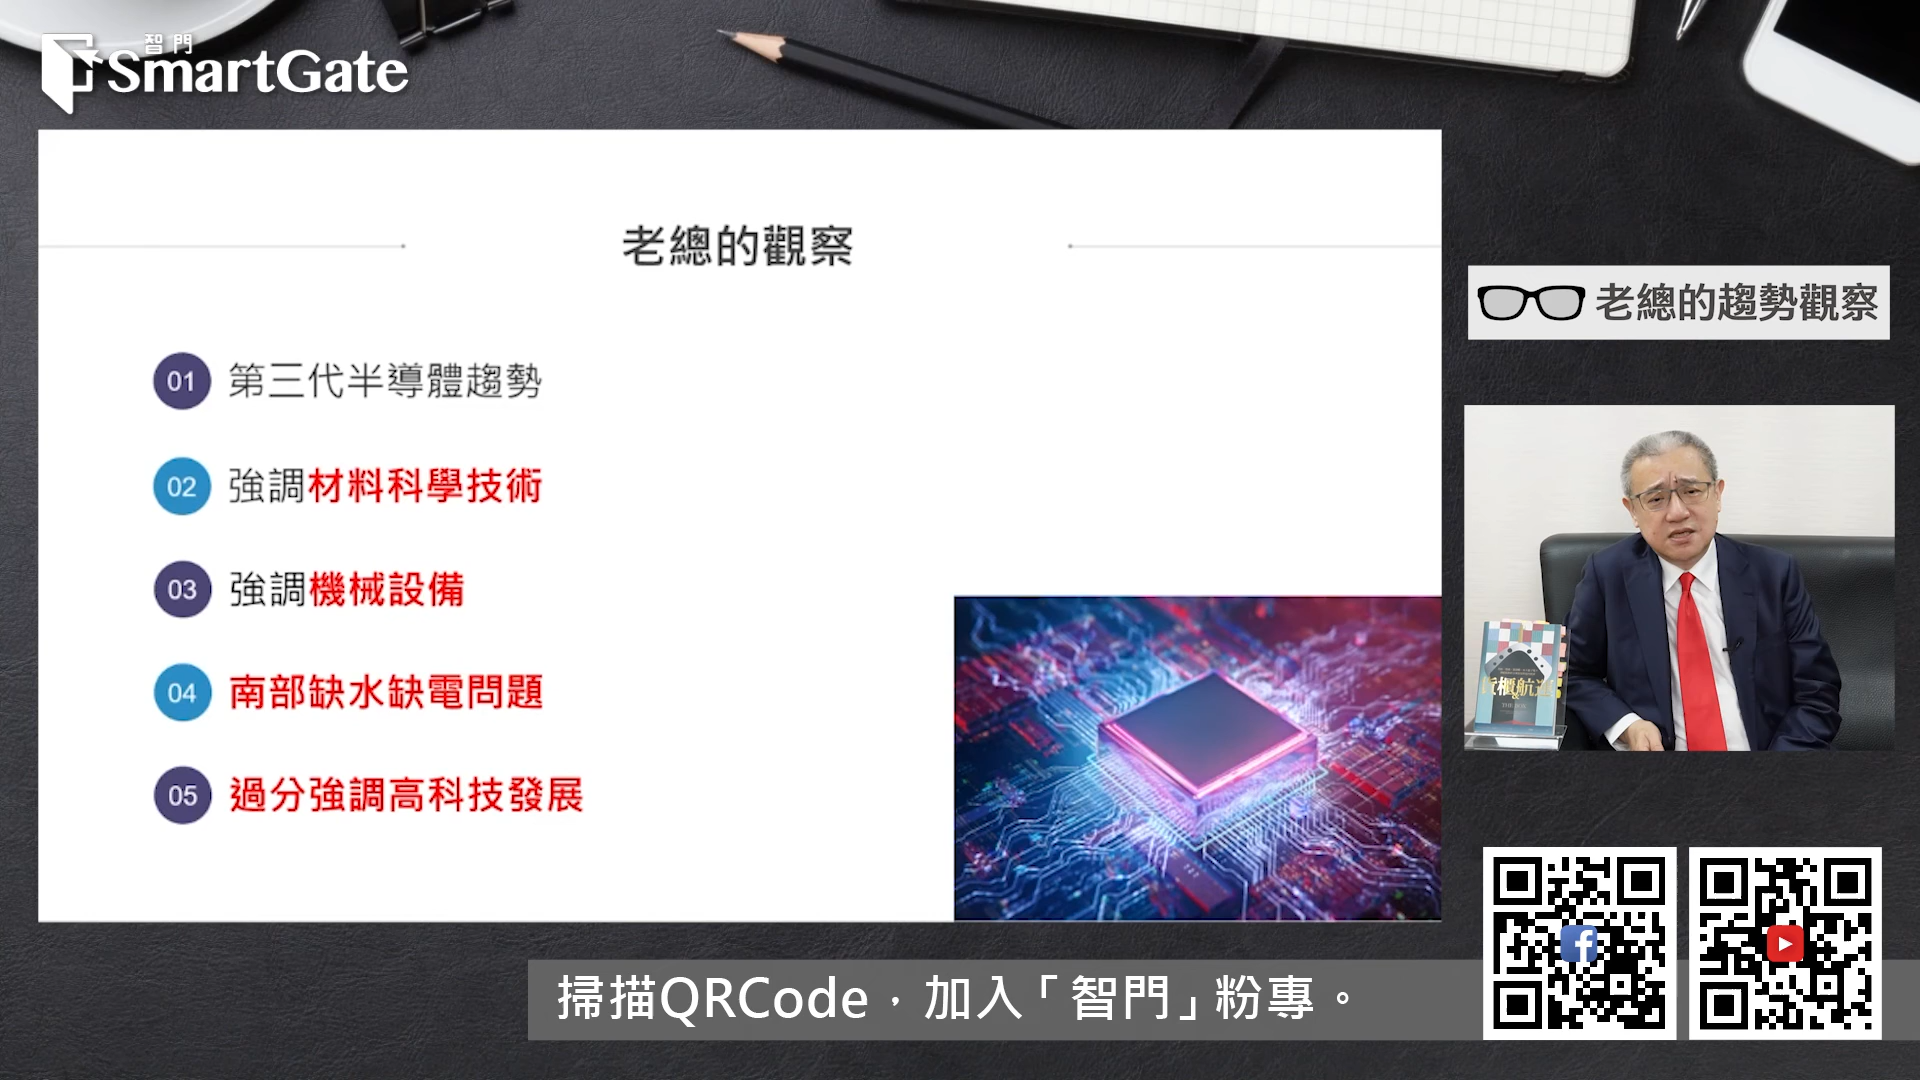 智門
SmartGate
老總的觀察
01 第三代半導體趨勢
02 強調材料科學技術
03 強調機械設備
04 南部缺水缺電問題
05 過分強調高科技發展
老總的趨勢觀察
THE BOX
掃描QRCode，加入「智門」粉專。